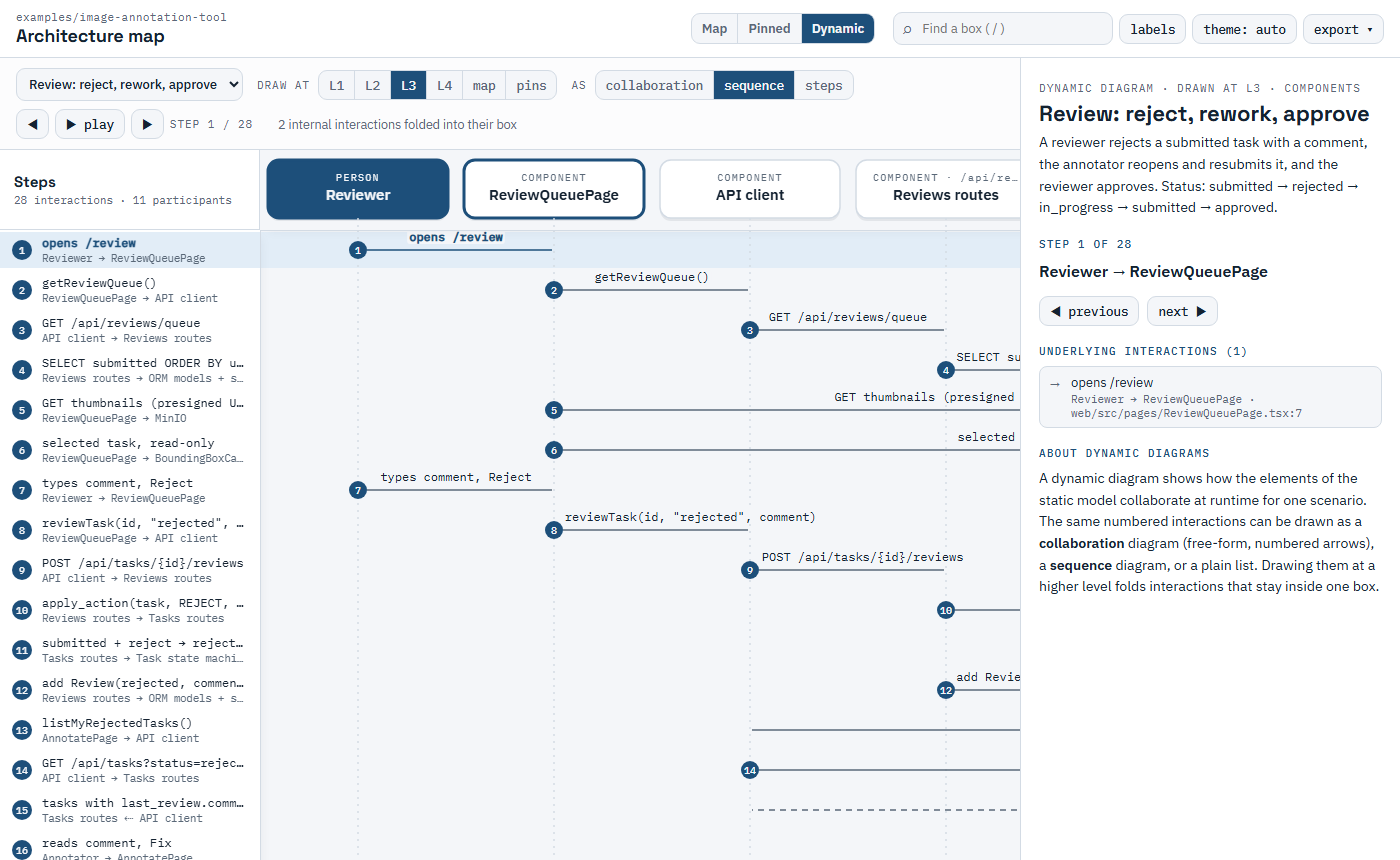 examples/image-annotation-tool
Architecture map
Map Pinned Dynamic
Find a box ( / )
labels
theme: auto
export ▾
Review: reject, rework, approve
DRAW AT L1 L2 L3 L4 map pins
AS collaboration sequence steps
◀ ▶ play ▶ STEP 1 / 28 2 internal interactions folded into their box
Steps
28 interactions · 11 participants
PERSON
Reviewer
COMPONENT
ReviewQueuePage
COMPONENT
API client
COMPONENT · /api/re…
Reviews routes
1 opens /review
Reviewer → ReviewQueuePage
2 getReviewQueue()
ReviewQueuePage → API client
3 GET /api/reviews/queue
API client → Reviews routes
4 SELECT submitted ORDER BY u…
Reviews routes → ORM models + s…
5 GET thumbnails (presigned U…
ReviewQueuePage → MinIO
6 selected task, read-only
ReviewQueuePage → BoundingBoxCa…
7 types comment, Reject
Reviewer → ReviewQueuePage
8 reviewTask(id, "rejected", …
ReviewQueuePage → API client
9 POST /api/tasks/{id}/reviews
API client → Reviews routes
10 apply_action(task, REJECT, …
Reviews routes → Tasks routes
11 submitted + reject → reject…
Tasks routes → Task state machi…
12 add Review(rejected, commen…
Reviews routes → ORM models + s…
13 listMyRejectedTasks()
AnnotatePage → API client
14 GET /api/tasks?status=rejec…
API client → Tasks routes
15 tasks with last_review.comm…
Tasks routes ⇠ API client
16 reads comment, Fix
Annotator → AnnotatePage
opens /review
1
getReviewQueue()
2
GET /api/reviews/queue
3
SELECT su
4
GET thumbnails (presigned
5
selected
6
types comment, Reject
7
reviewTask(id, "rejected", comment)
8
POST /api/tasks/{id}/reviews
9
10
add Revie
12
14
DYNAMIC DIAGRAM · DRAWN AT L3 · COMPONENTS
Review: reject, rework, approve
A reviewer rejects a submitted task with a comment,
the annotator reopens and resubmits it, and the
reviewer approves. Status: submitted → rejected →
in_progress → submitted → approved.
STEP 1 OF 28
Reviewer → ReviewQueuePage
◀ previous next ▶
UNDERLYING INTERACTIONS (1)
→ opens /review
Reviewer → ReviewQueuePage ·
web/src/pages/ReviewQueuePage.tsx:7
ABOUT DYNAMIC DIAGRAMS
A dynamic diagram shows how the elements of the
static model collaborate at runtime for one scenario.
The same numbered interactions can be drawn as a
collaboration diagram (free-form, numbered arrows),
a sequence diagram, or a plain list. Drawing them at a
higher level folds interactions that stay inside one box.